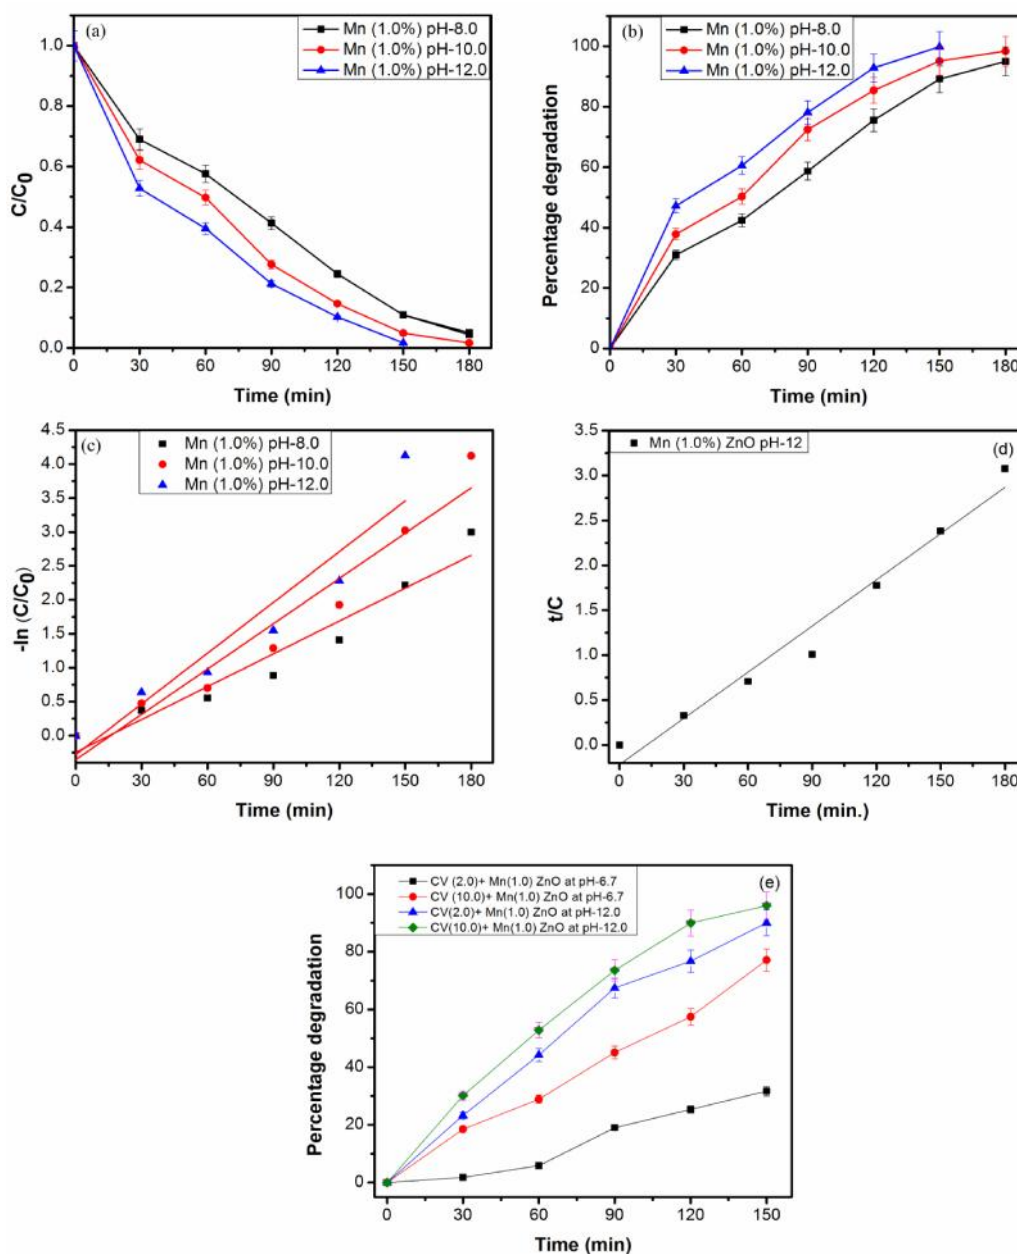 (a)
Mn (1.0%) pH-8.0
Mn (1.0%) pH-10.0
Mn (1.0%) pH-12.0
C/C0
1.0
0.8
0.6
0.4
0.2
0.0
0 30 60 90 120 150 180
Time (min)
(b)
Mn (1.0%) pH-8.0
Mn (1.0%) pH-10.0
Mn (1.0%) pH-12.0
Percentage degradation
100
80
60
40
20
0
0 30 60 90 120 150 180
Time (min)
(c)
Mn (1.0%) pH-8.0
Mn (1.0%) pH-10.0
Mn (1.0%) pH-12.0
-ln (C/C0)
4.5
4.0
3.5
3.0
2.5
2.0
1.5
1.0
0.5
0.0
0 30 60 90 120 150 180
Time (min)
Mn (1.0%) ZnO pH-12
(d)
t/C
3.5
3.0
2.5
2.0
1.5
1.0
0.5
0.0
0 30 60 90 120 150 180
Time (min.)
CV (2.0)+ Mn(1.0) ZnO at pH-6.7
CV (10.0)+ Mn(1.0) ZnO at pH-6.7
CV(2.0)+ Mn(1.0) ZnO at pH-12.0
CV(10.0)+ Mn(1.0) ZnO at pH-12.0
(e)
Percentage degradation
100
80
60
40
20
0
0 30 60 90 120 150
Time (min)